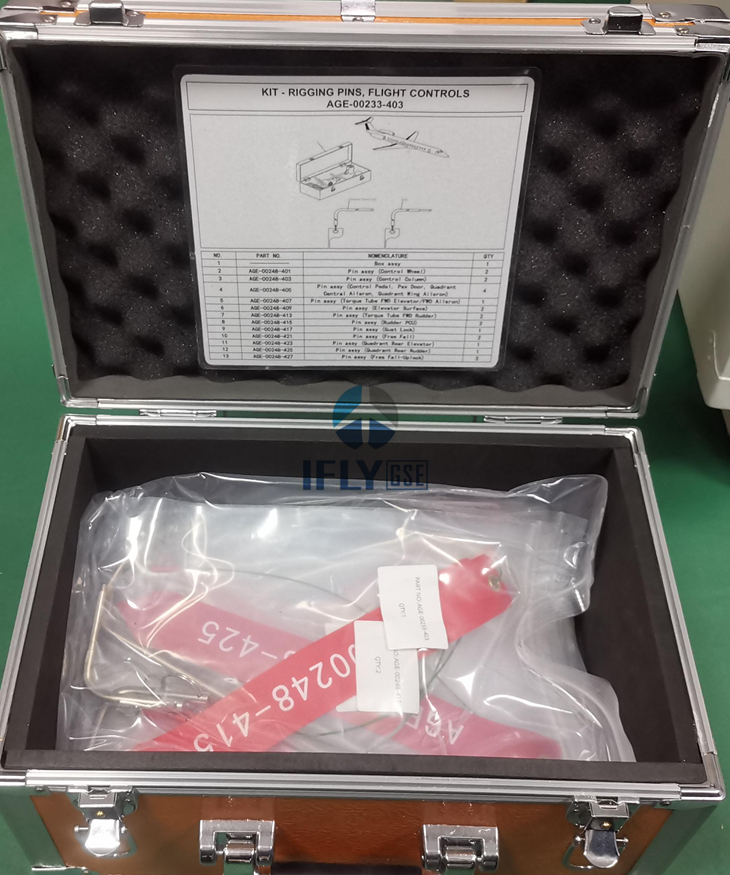 KIT - RIGGING PINS, FLIGHT CONTROLS
AGE-00233-403
NO. PART NO. NOMENCLATURE QTY
1 Box assy 1
2 AGE-00248-401 Pin assy (Control Wheel) 2
3 AGE-00248-403 Pin assy (Control Column) 2
4 AGE-00248-405 Pin assy (Control Pedal, Pax Door, Quadrant
Central Aileron, Quadrant Wing Aileron) 4
5 AGE-00248-407 Pin assy (Torque Tube FWD Elevator/FWD Aileron) 1
6 AGE-00248-409 Pin assy (Elevator Surface) 2
7 AGE-00248-413 Pin assy (Torque Tube FWD Rudder)
8 AGE-00248-415 Pin assy (Rudder PCU) 2
9 AGE-00248-417 Pin assy (Gust Lock) 1
10 AGE-00248-421 Pin assy (Free Fall) 2
11 AGE-00248-423 Pin assy (Quadrant Rear Elevator)
12 Pin assy (Quadrant Rear Rudder) 1
13 AGE-00248-427 Pin assy (Free Fall-Uplock)
IFLY GSE
PART NO:AGE-00233-403
QTY:1
-425
00248-415
QTY:2